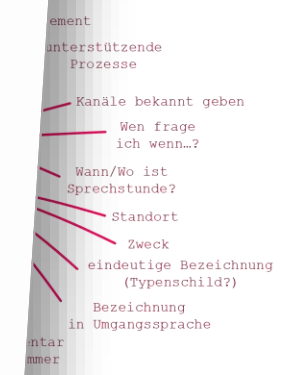 ement
unterstützende
Prozesse
Kanäle bekannt geben
Wen frage
ich wenn…?
Wann/Wo ist
Sprechstunde?
Standort
Zweck
eindeutige Bezeichnung
(Typenschild?)
Bezeichnung
in Umgangssprache
ntar
mmer